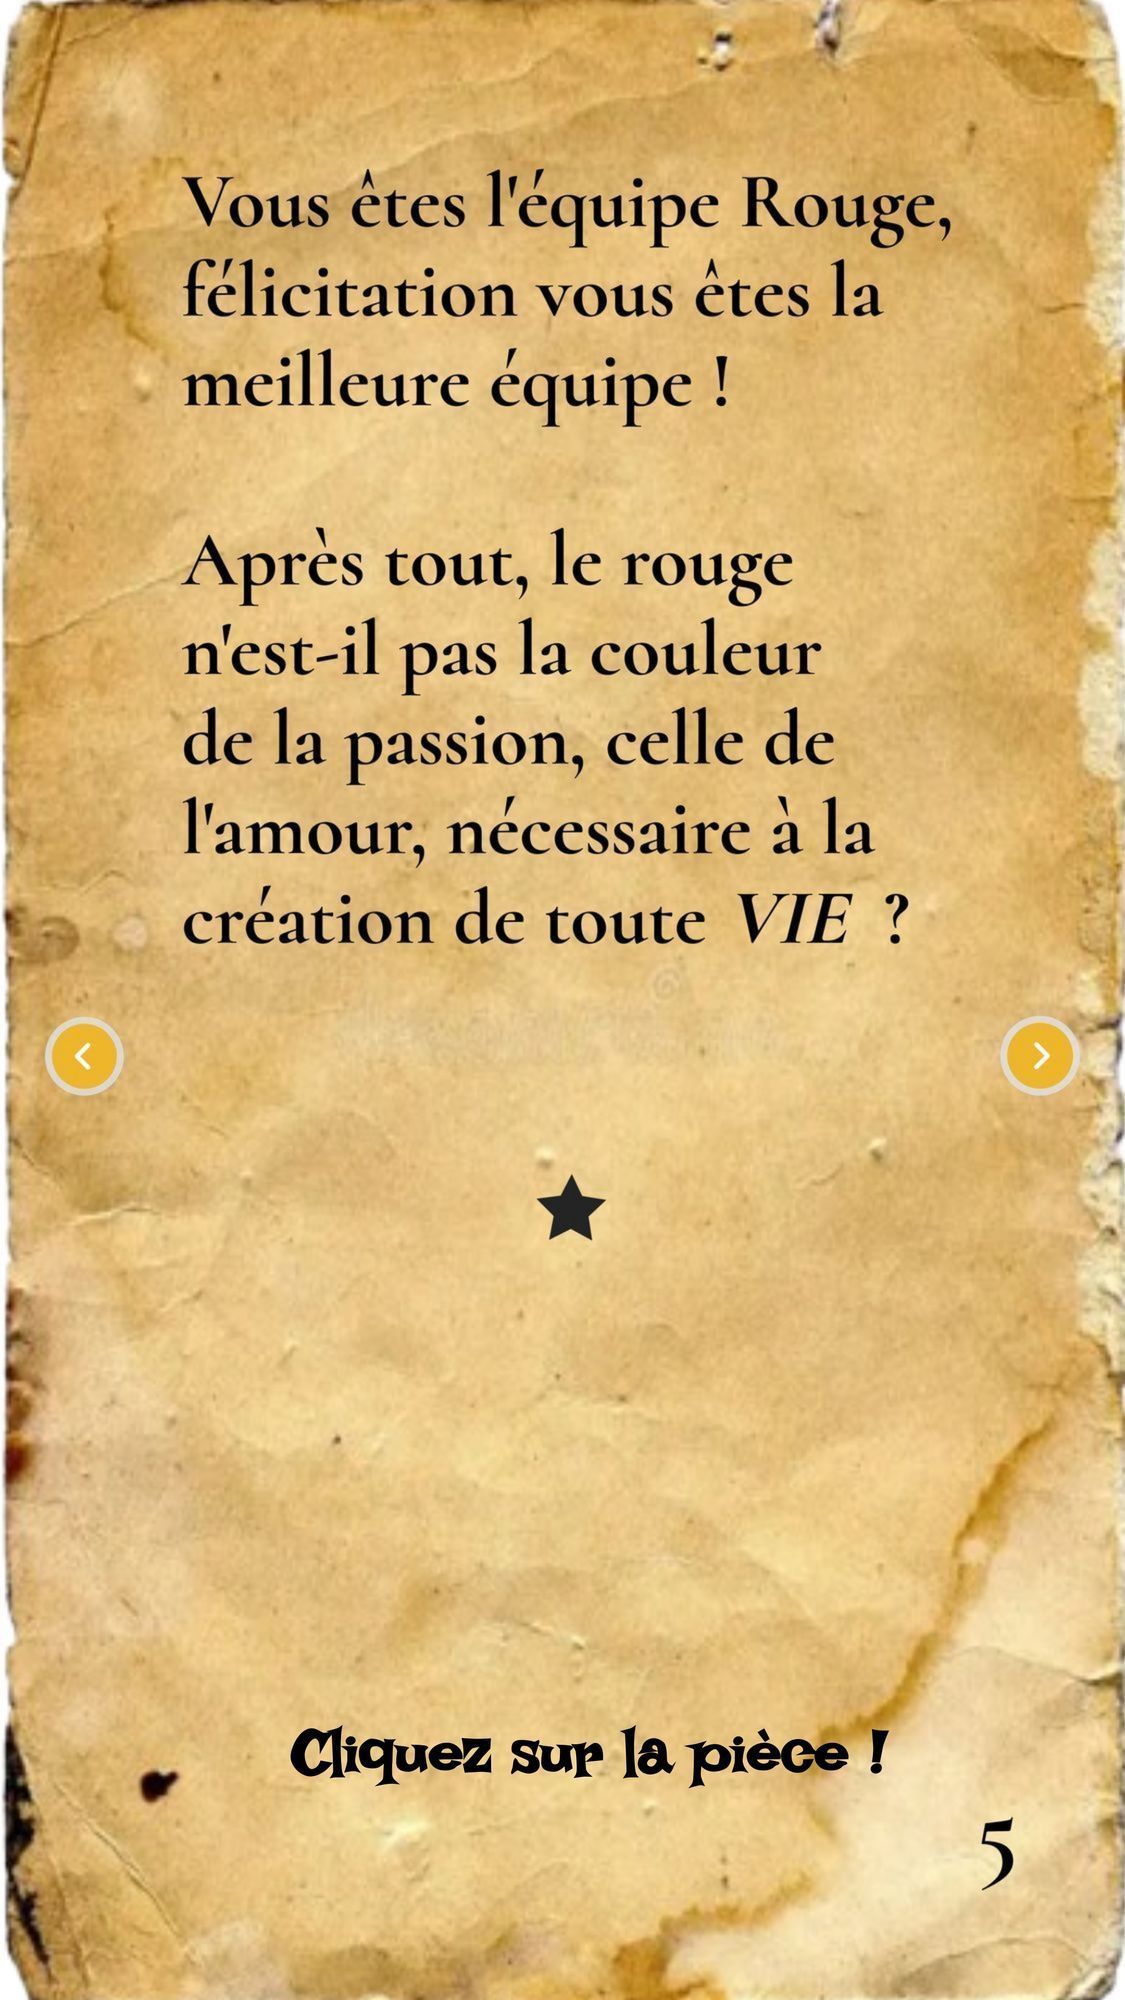 Vous êtes l'équipe Rouge,
félicitation vous êtes la
meilleure équipe !
Après tout, le rouge
n'est-il pas la couleur
de la passion, celle de
l'amour, nécessaire à la
création de toute VIE ?
Cliquez sur la pièce !
5